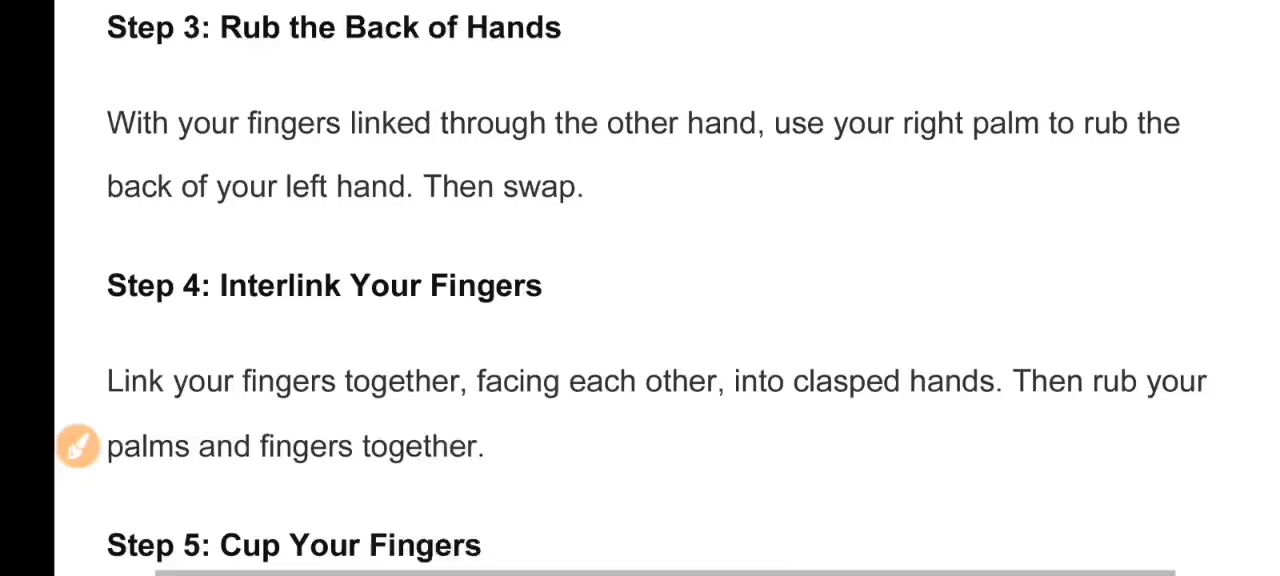 Step 3: Rub the Back of Hands
With your fingers linked through the other hand, use your right palm to rub the
back of your left hand. Then swap.
Step 4: Interlink Your Fingers
Link your fingers together, facing each other, into clasped hands. Then rub your
palms and fingers together.
Step 5: Cup Your Fingers